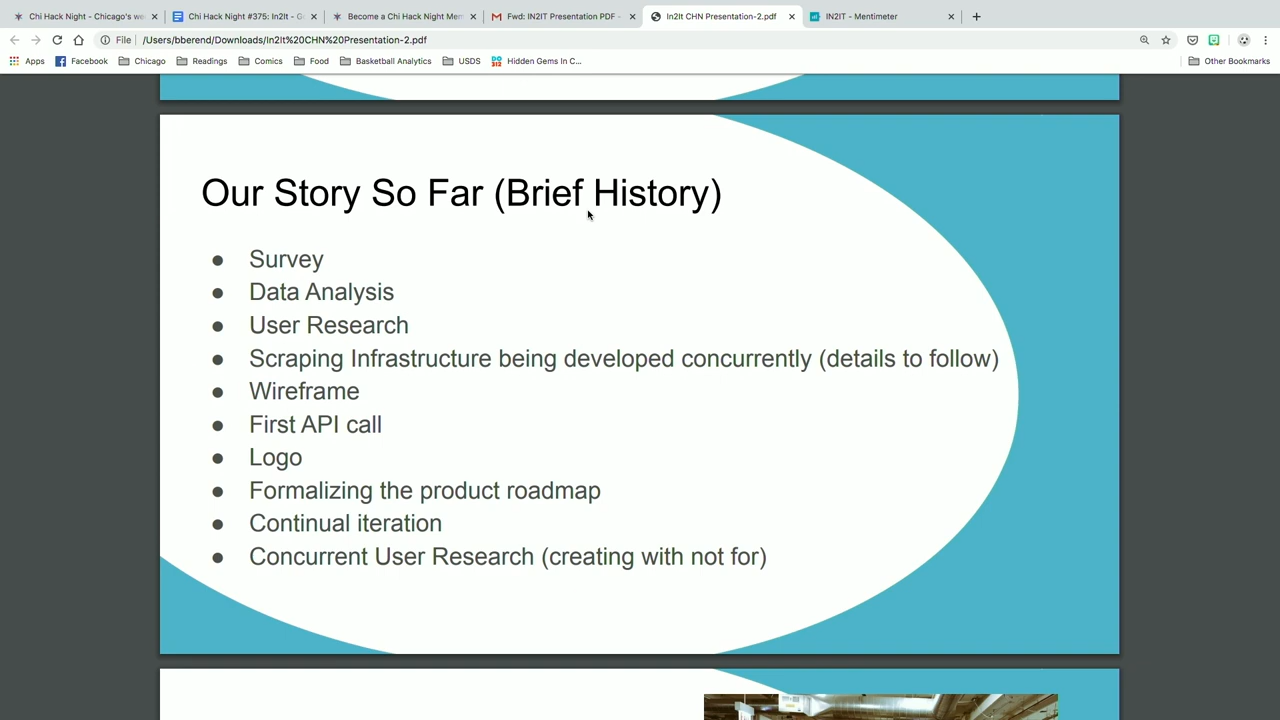 Chi Hack Night - Chicago's we
Chi Hack Night #375: In2It - G
Become a Chi Hack Night Mem
Fwd: IN2IT Presentation PDF -
In2It CHN Presentation-2.pdf
IN2IT - Mentimeter
File | /Users/bberend/Downloads/In2It%20CHN%20Presentation-2.pdf
Apps
Facebook
Chicago
Readings
Comics
Food
Basketball Analytics
USDS
DO 312
Hidden Gems In C...
Other Bookmarks
Our Story So Far (Brief History)
● Survey
● Data Analysis
● User Research
● Scraping Infrastructure being developed concurrently (details to follow)
● Wireframe
● First API call
● Logo
● Formalizing the product roadmap
● Continual iteration
● Concurrent User Research (creating with not for)